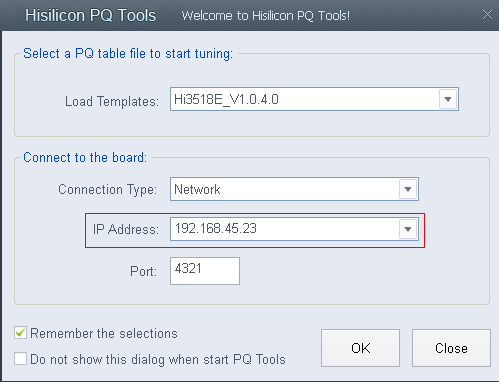 Hisilicon PQ Tools Welcome to Hisilicon PQ Tools!
Select a PQ table file to start tuning:
Load Templates: Hi3518E_V1.0.4.0
Connect to the board:
Connection Type: Network
IP Address: 192.168.45.23
Port: 4321
Remember the selections
Do not show this dialog when start PQ Tools
OK Close